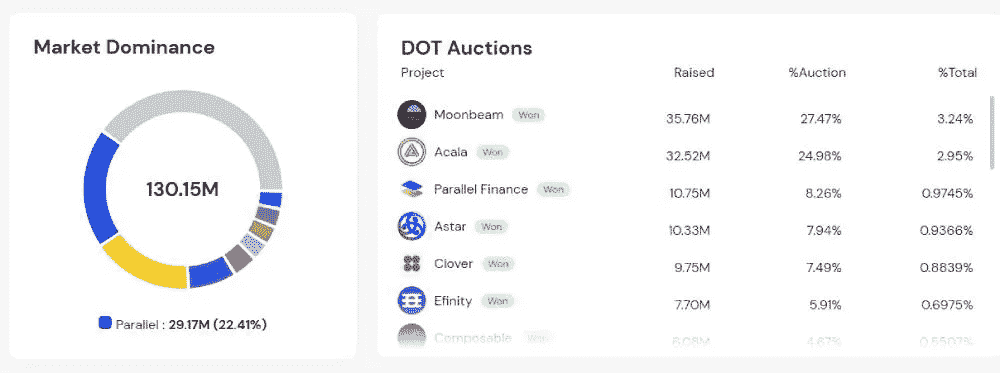 Market Dominance
130.15M
Parallel : 29.17M (22.41%)
DOT Auctions
Project Raised %Auction %Total
Moonbeam Won 35.76M 27.47% 3.24%
Acala Won 32.52M 24.98% 2.95%
Parallel Finance Won 10.75M 8.26% 0.9745%
Astar Won 10.33M 7.94% 0.9366%
Clover Won 9.75M 7.49% 0.8839%
Efinity Won 7.70M 5.91% 0.6975%
Composable Won 6.08M 4.67%